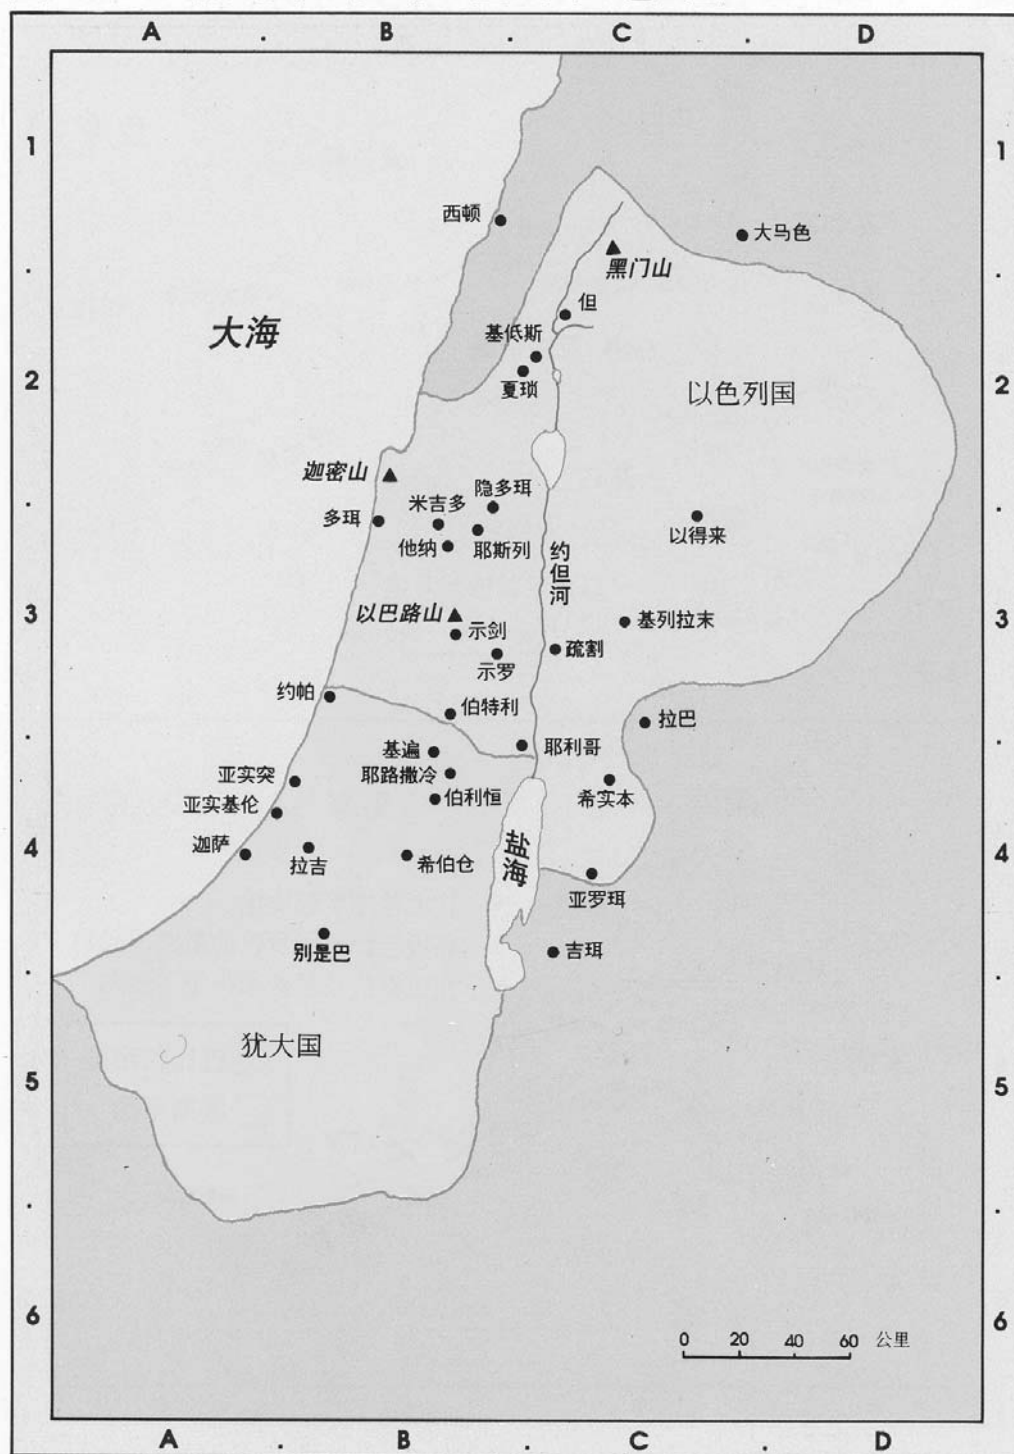 A . B . C . D
1 1
西顿
大马色
黑门山
. .
但
大海
基低斯
2 2
夏琐
以色列国
迦密山
隐多珥
米吉多
. .
多珥
以得来
他纳
耶斯列
约但河
以巴路山
3 3
基列拉末
示剑
疏割
示罗
约帕
伯特利
拉巴
. .
基遍
耶利哥
耶路撒冷
亚实突
伯利恒
希实本
亚实基伦
迦萨
4 4
拉吉
希伯仑
盐海
亚罗珥
别是巴
吉珥
. .
犹大国
5 5
. .
6 6
0 20 40 60 公里
A . B . C . D